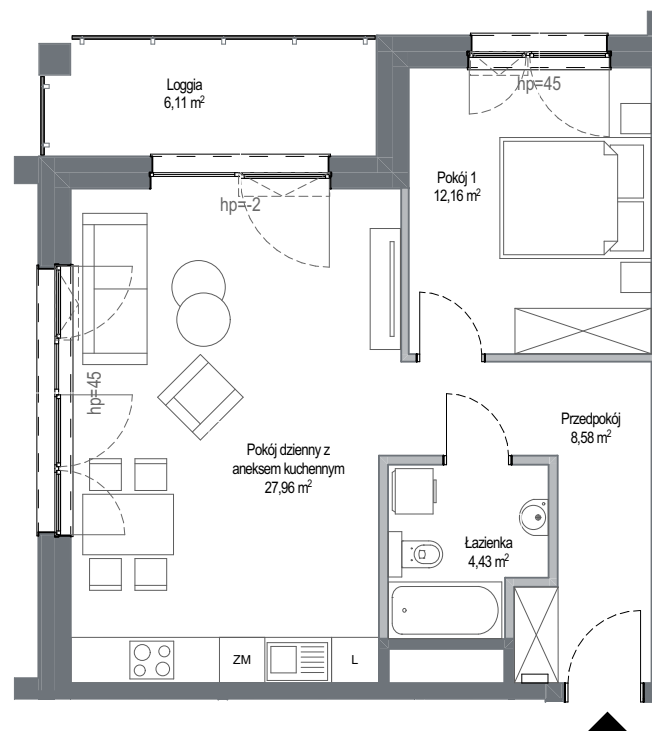 Loggia
6,11 m²
hp=45
Pokój 1
12,16 m²
hp=-2
hp=45
Przedpokój
8,58 m²
Pokój dzienny z
aneksem kuchennym
27,96 m²
Łazienka
4,43 m²
ZM
L